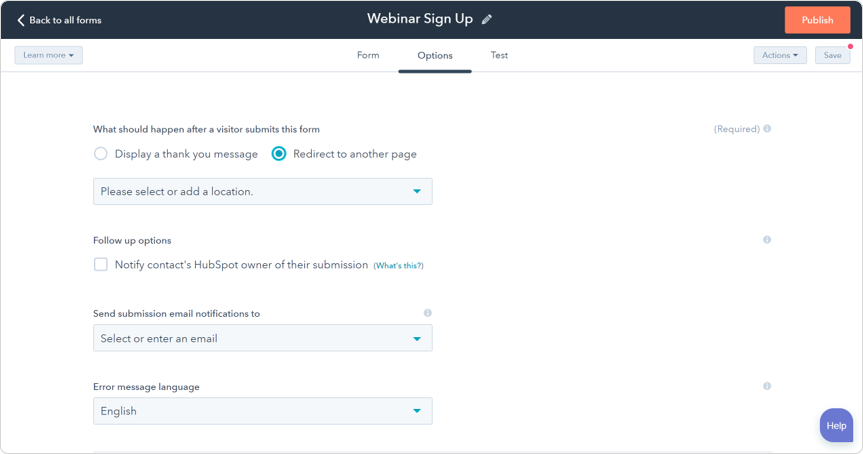 Back to all forms
Webinar Sign Up
Publish
Learn more
Form
Options
Test
Actions
Save
What should happen after a visitor submits this form
(Required)
Display a thank you message
Redirect to another page
Please select or add a location.
Follow up options
Notify contact's HubSpot owner of their submission (What's this?)
Send submission email notifications to
Select or enter an email
Error message language
English
Help